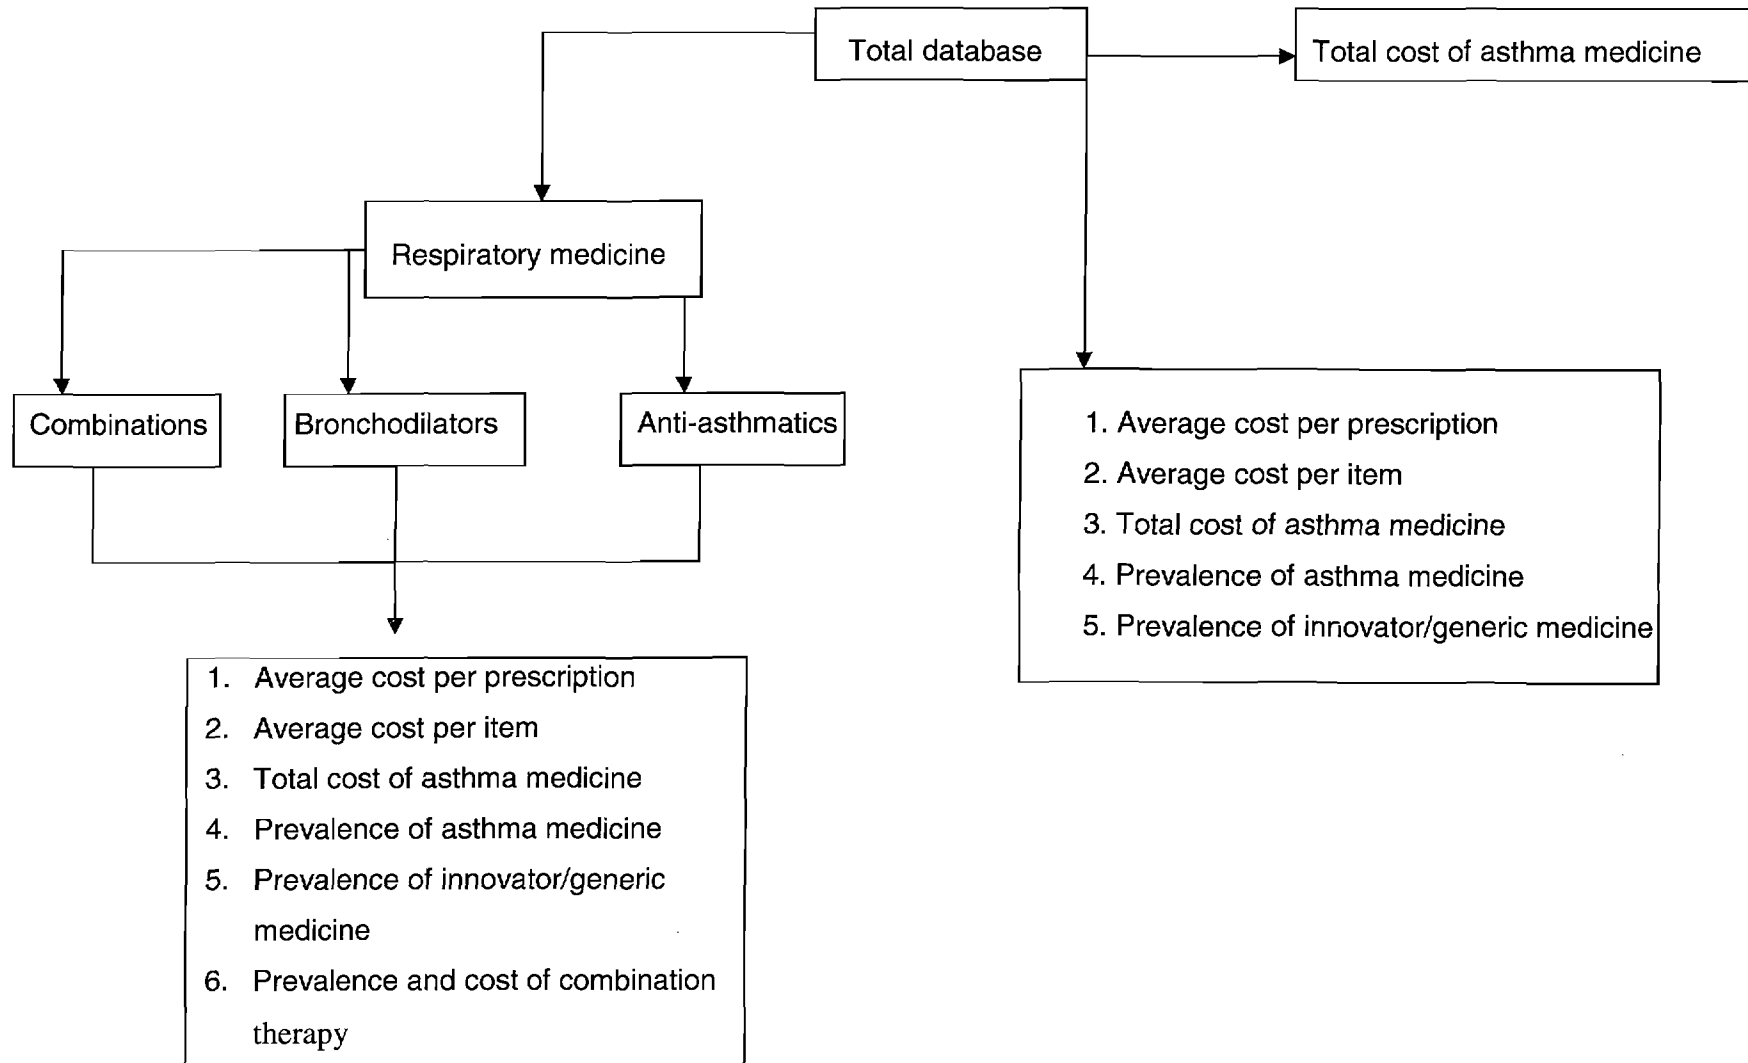 Total database
Total cost of asthma medicine
Respiratory medicine
Combinations
Bronchodilators
Anti-asthmatics
1. Average cost per prescription
2. Average cost per item
3. Total cost of asthma medicine
4. Prevalence of asthma medicine
5. Prevalence of innovator/generic medicine
1. Average cost per prescription
2. Average cost per item
3. Total cost of asthma medicine
4. Prevalence of asthma medicine
5. Prevalence of innovator/generic
medicine
6. Prevalence and cost of combination
therapy